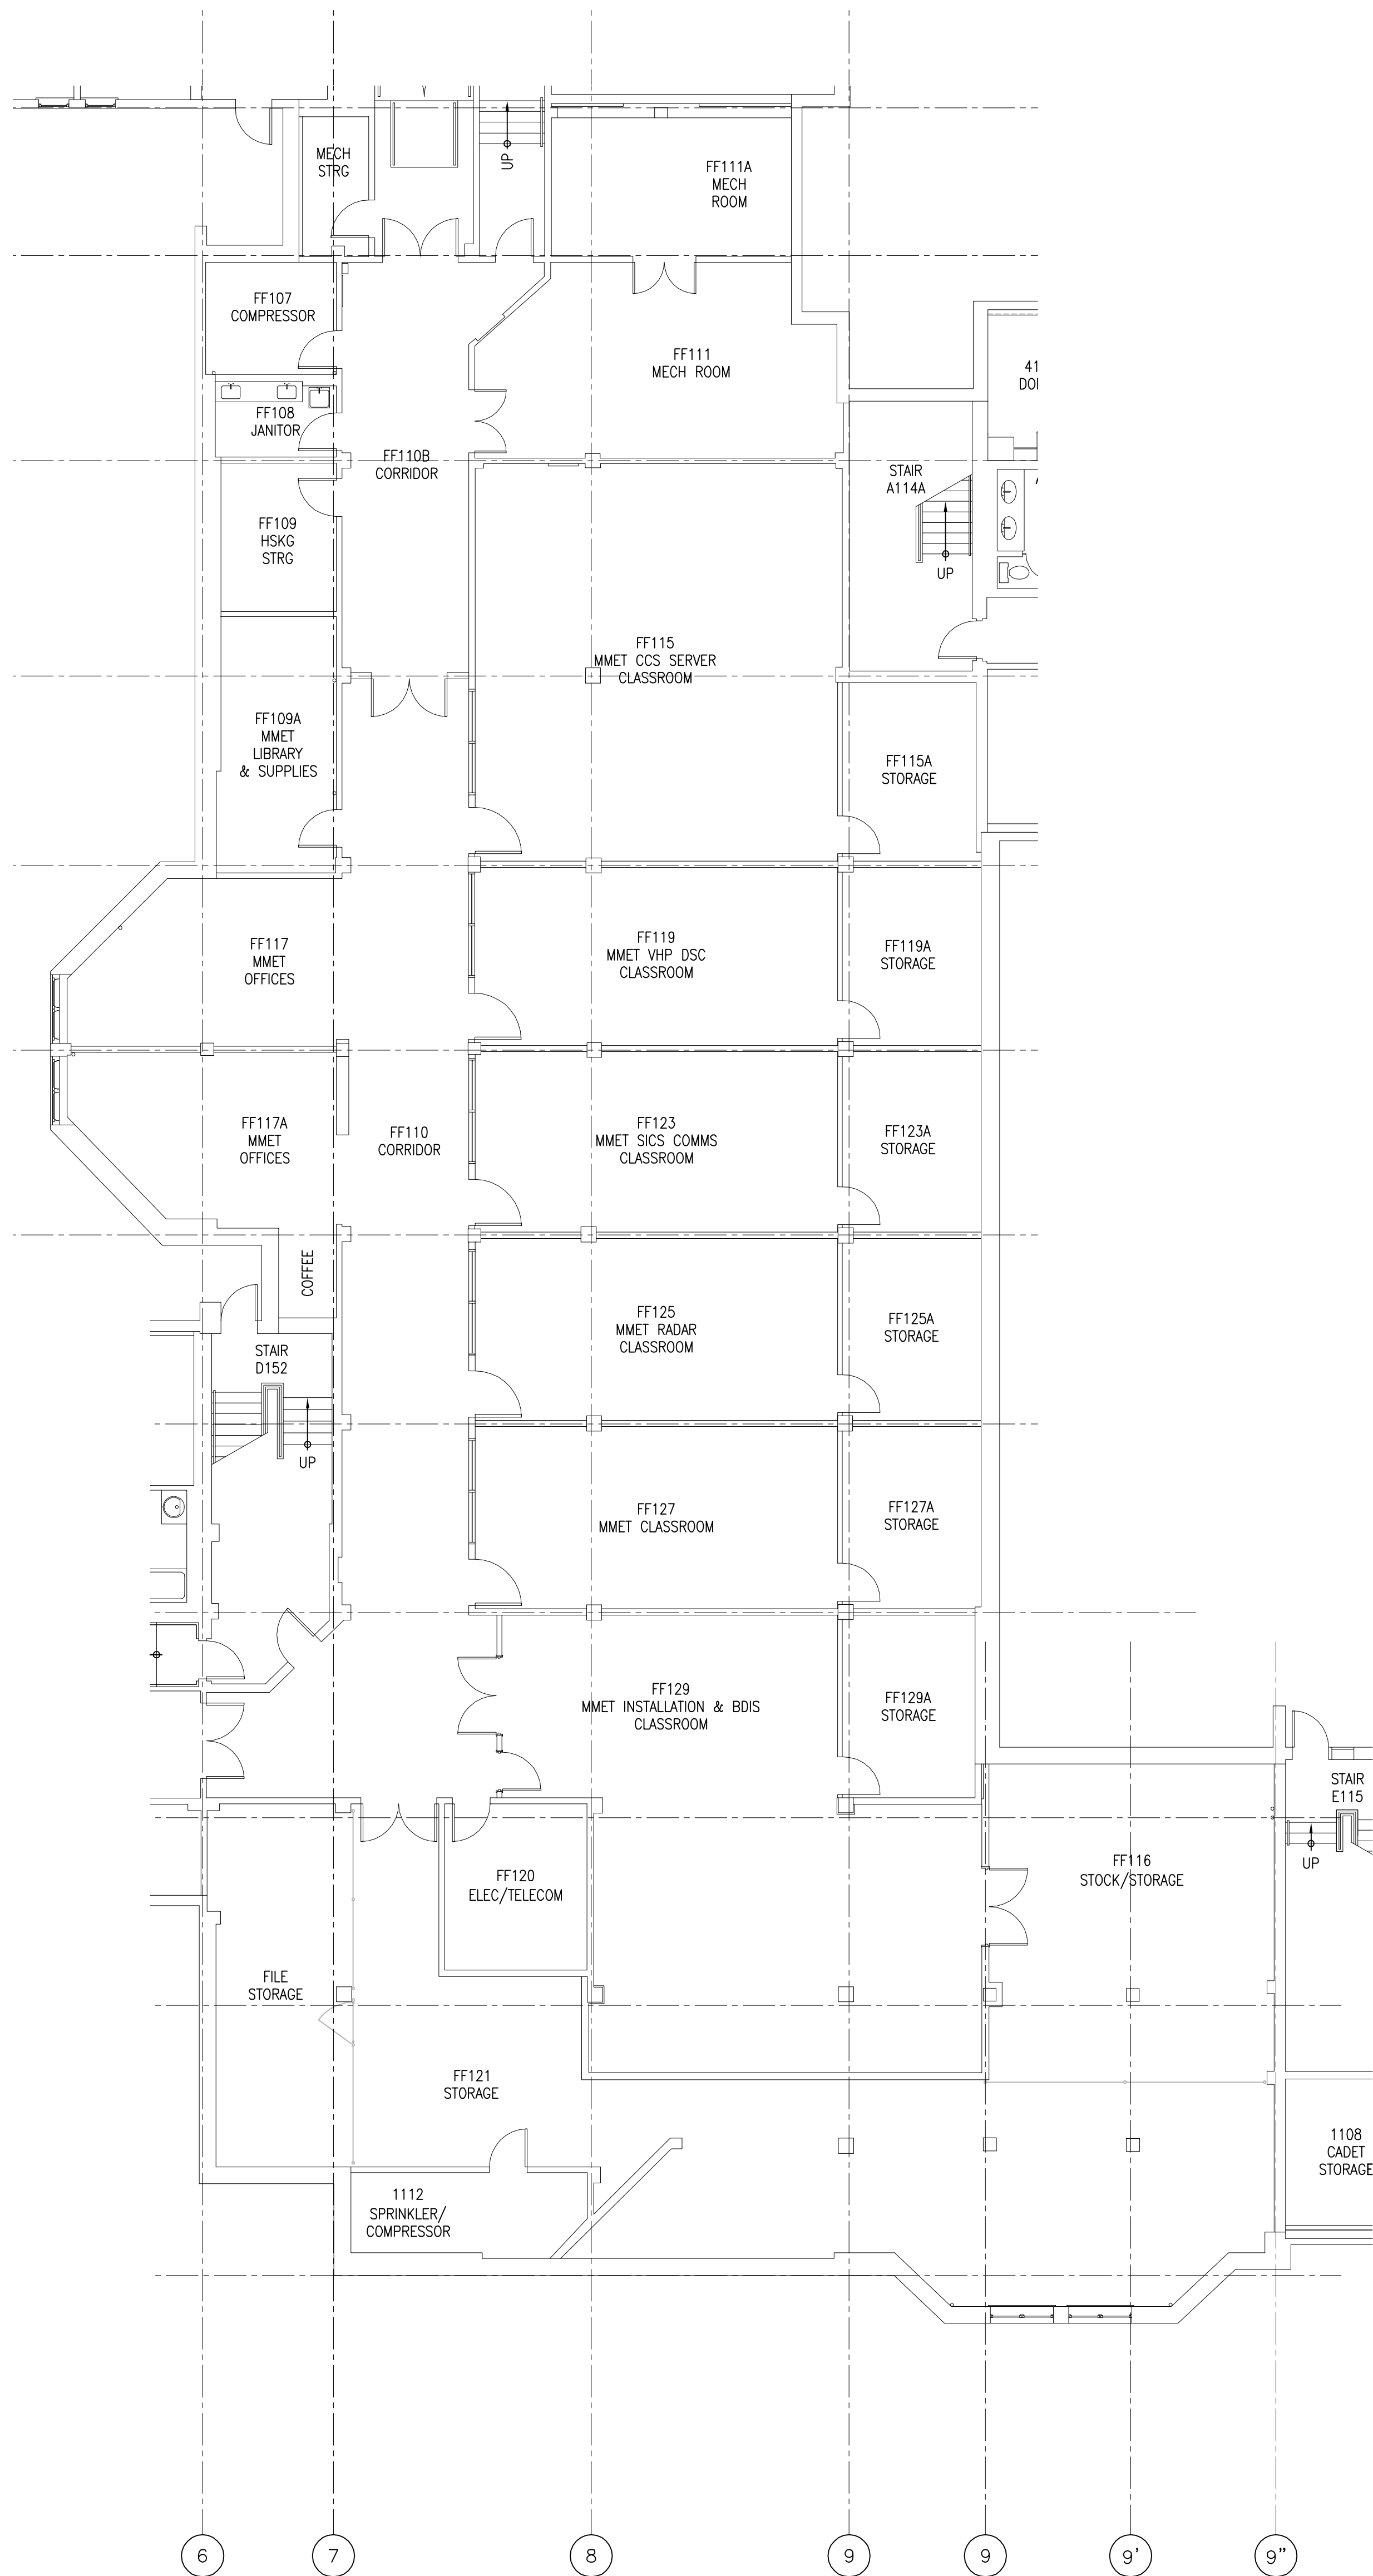 MECH
STRG
UP
FF111A
MECH
ROOM
FF107
COMPRESSOR
FF111
MECH ROOM
FF108
JANITOR
FF110B
CORRIDOR
STAIR
A114A
UP
FF109
HSKG
STRG
FF115
MMET CCS SERVER
CLASSROOM
FF109A
MMET
LIBRARY
& SUPPLIES
FF115A
STORAGE
FF117
MMET
OFFICES
FF119
MMET VHP DSC
CLASSROOM
FF119A
STORAGE
FF117A
MMET
OFFICES
FF110
CORRIDOR
FF123
MMET SICS COMMS
CLASSROOM
FF123A
STORAGE
COFFEE
FF125
MMET RADAR
CLASSROOM
FF125A
STORAGE
STAIR
D152
UP
FF127
MMET CLASSROOM
FF127A
STORAGE
FF129
MMET INSTALLATION & BDIS
CLASSROOM
FF129A
STORAGE
STAIR
E115
UP
FF120
ELEC/TELECOM
FF116
STOCK/STORAGE
FILE
STORAGE
FF121
STORAGE
1108
CADET
STORAGE
1112
SPRINKLER/
COMPRESSOR
6
7
8
9
9
9'
9"